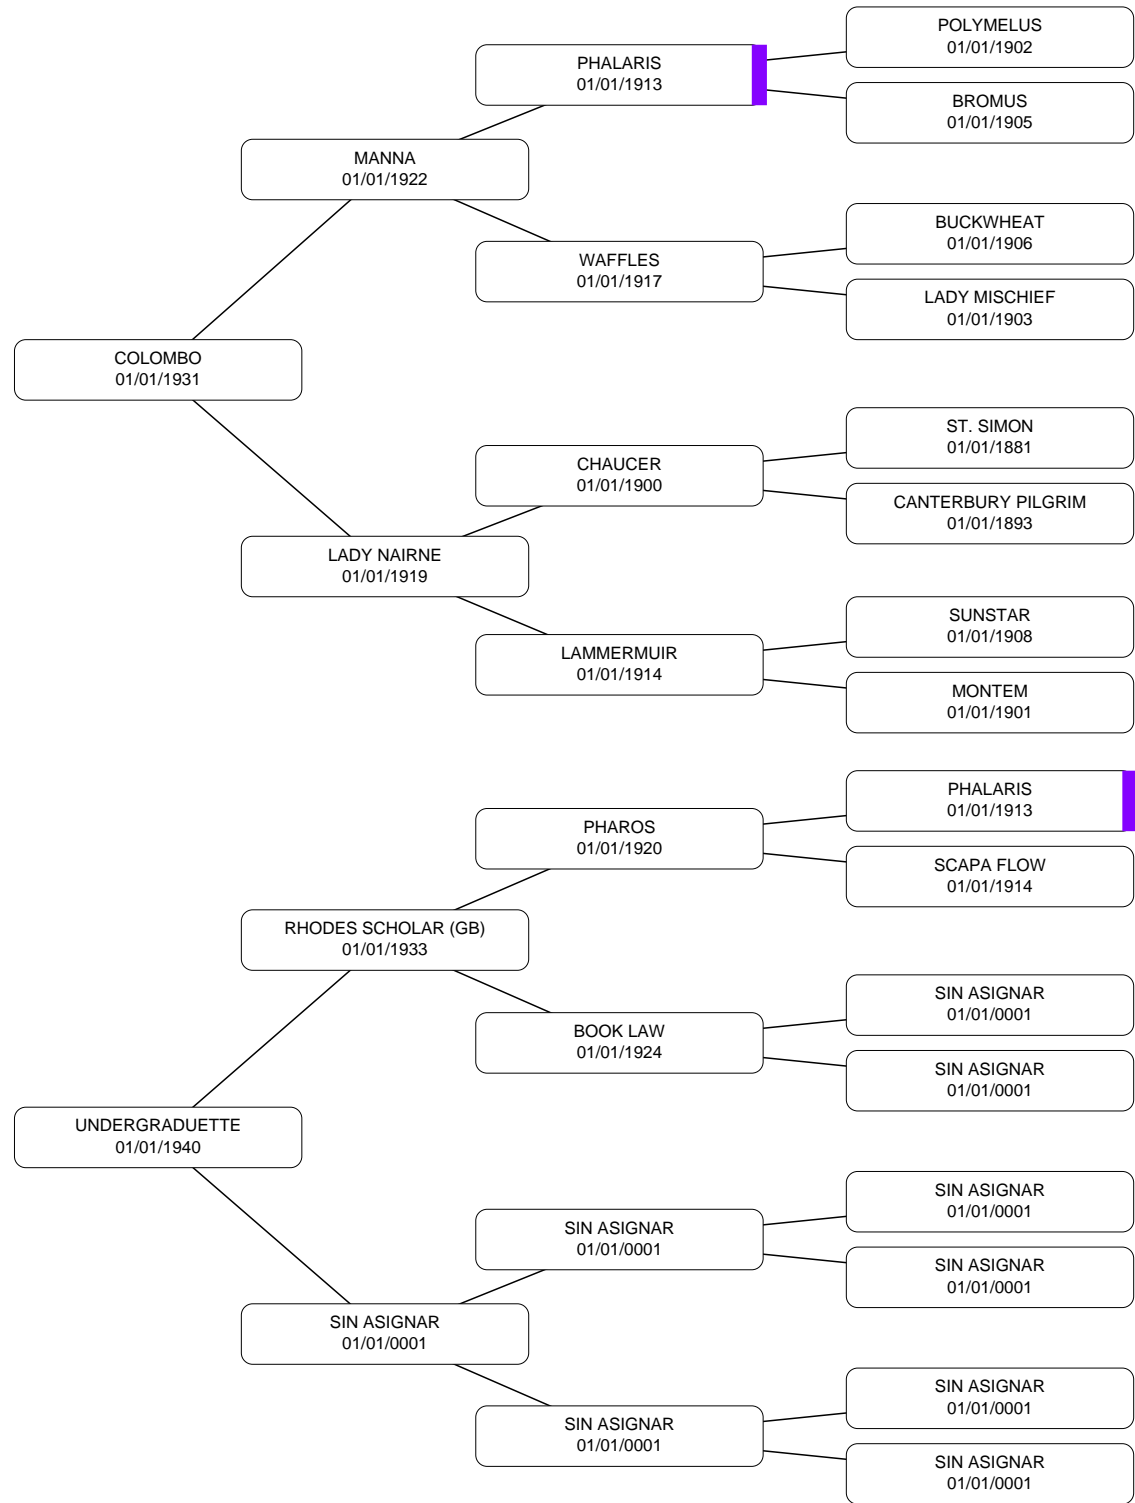 POLYMELUS
01/01/1902
PHALARIS
01/01/1913
BROMUS
01/01/1905
MANNA
01/01/1922
BUCKWHEAT
01/01/1906
WAFFLES
01/01/1917
LADY MISCHIEF
01/01/1903
COLOMBO
01/01/1931
ST. SIMON
01/01/1881
CHAUCER
01/01/1900
CANTERBURY PILGRIM
01/01/1893
LADY NAIRNE
01/01/1919
SUNSTAR
01/01/1908
LAMMERMUIR
01/01/1914
MONTEM
01/01/1901
PHALARIS
01/01/1913
PHAROS
01/01/1920
SCAPA FLOW
01/01/1914
RHODES SCHOLAR (GB)
01/01/1933
SIN ASIGNAR
01/01/0001
BOOK LAW
01/01/1924
SIN ASIGNAR
01/01/0001
UNDERGRADUETTE
01/01/1940
SIN ASIGNAR
01/01/0001
SIN ASIGNAR
01/01/0001
SIN ASIGNAR
01/01/0001
SIN ASIGNAR
01/01/0001
SIN ASIGNAR
01/01/0001
SIN ASIGNAR
01/01/0001
SIN ASIGNAR
01/01/0001